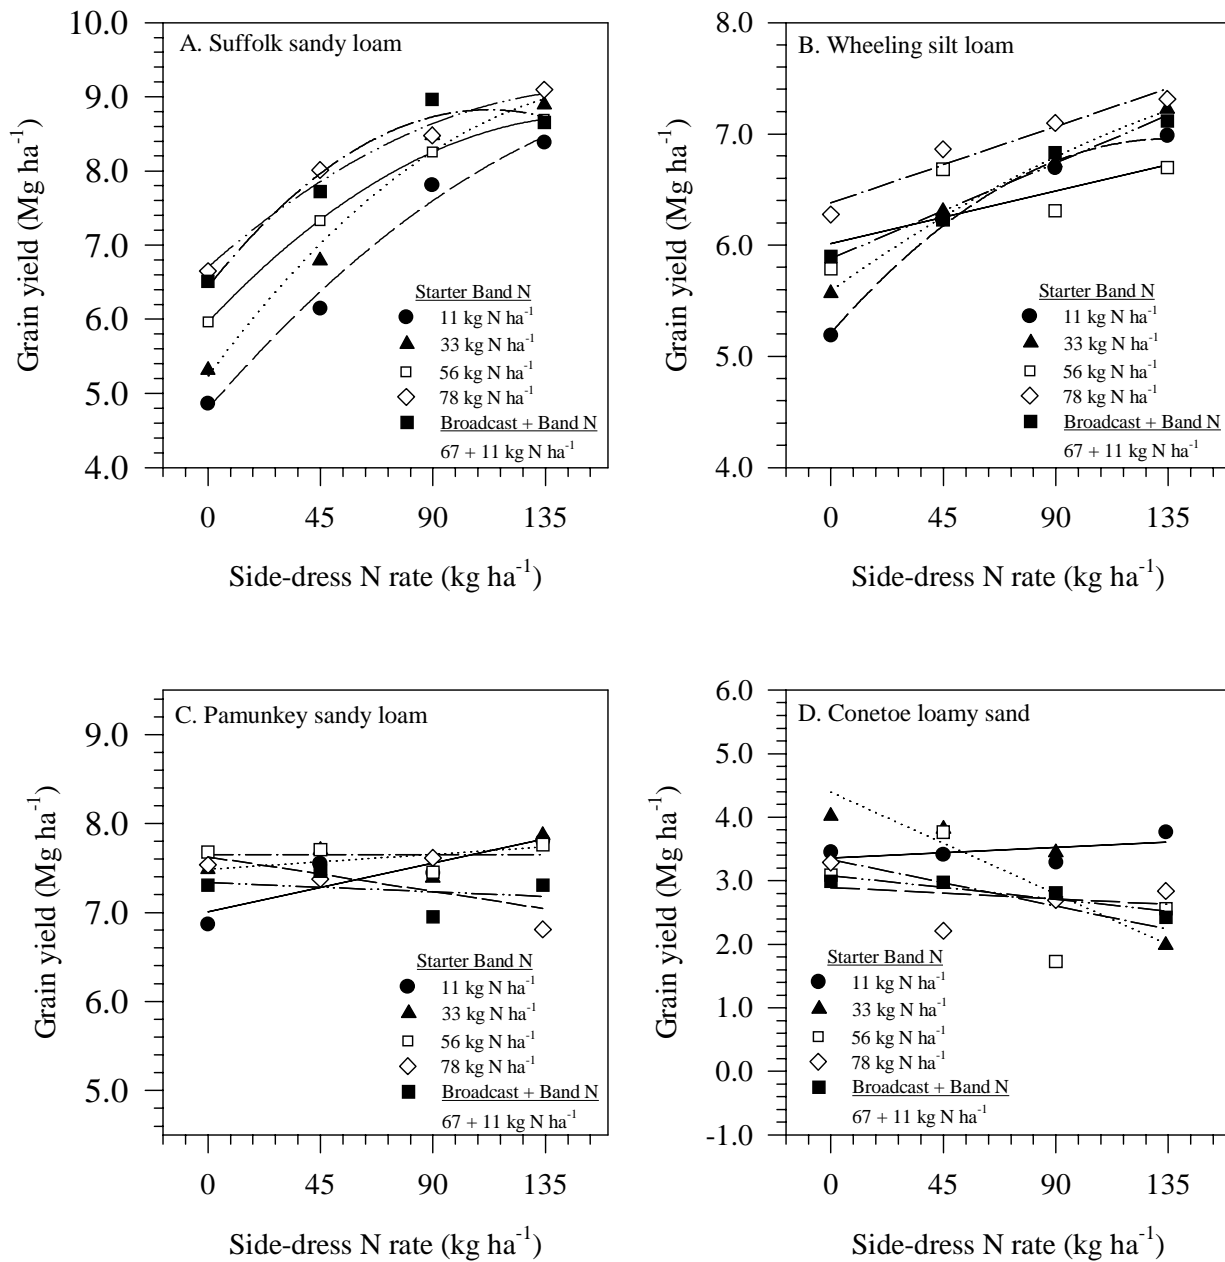 A. Suffolk sandy loam
10.0
9.0
8.0
7.0
6.0
5.0
4.0
Grain yield (Mg ha⁻¹)
Starter Band N
11 kg N ha⁻¹
33 kg N ha⁻¹
56 kg N ha⁻¹
78 kg N ha⁻¹
Broadcast + Band N
67 + 11 kg N ha⁻¹
0 45 90 135
Side-dress N rate (kg ha⁻¹)
B. Wheeling silt loam
8.0
7.0
6.0
5.0
4.0
Grain yield (Mg ha⁻¹)
Starter Band N
11 kg N ha⁻¹
33 kg N ha⁻¹
56 kg N ha⁻¹
78 kg N ha⁻¹
Broadcast + Band N
67 + 11 kg N ha⁻¹
0 45 90 135
Side-dress N rate (kg ha⁻¹)
C. Pamunkey sandy loam
9.0
8.0
7.0
6.0
5.0
Grain yield (Mg ha⁻¹)
Starter Band N
11 kg N ha⁻¹
33 kg N ha⁻¹
56 kg N ha⁻¹
78 kg N ha⁻¹
Broadcast + Band N
67 + 11 kg N ha⁻¹
0 45 90 135
Side-dress N rate (kg ha⁻¹)
D. Conetoe loamy sand
6.0
5.0
4.0
3.0
2.0
1.0
0.0
-1.0
Grain yield (Mg ha⁻¹)
Starter Band N
11 kg N ha⁻¹
33 kg N ha⁻¹
56 kg N ha⁻¹
78 kg N ha⁻¹
Broadcast + Band N
67 + 11 kg N ha⁻¹
0 45 90 135
Side-dress N rate (kg ha⁻¹)